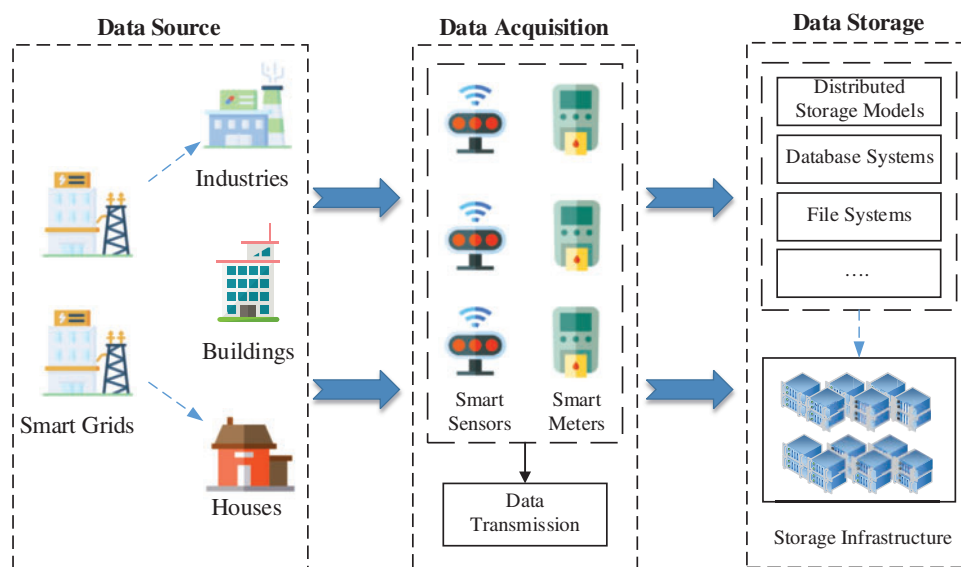 Data Source
Industries
Buildings
Smart Grids
Houses
Data Acquisition
Smart
Sensors
Smart
Meters
Data
Transmission
Data Storage
Distributed
Storage Models
Database Systems
File Systems
….
Storage Infrastructure